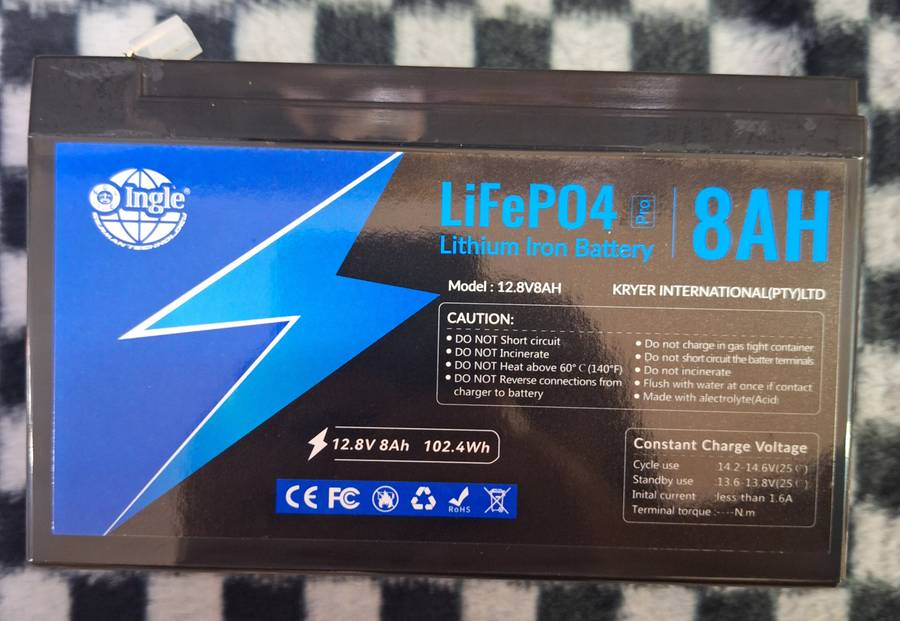 Ingle®
LiFePO4 Pro
8AH
Lithium Iron Battery
Model : 12.8V8AH
KRYER INTERNATIONAL(PTY)LTD
CAUTION:
• DO NOT Short circuit
• DO NOT Incinerate
• DO NOT Heat above 60°C(140°F)
• DO NOT Reverse connections from
charger to battery
• Do not charge in gas tight container
• Do not short circuit the batter terminals
• Do not incinerate
• Flush with water at once if contact
• Made with alectrolyte(Acid)
12.8V 8Ah 102.4Wh
CE FC
RoHS
Constant Charge Voltage
Cycle use :14.2-14.6V(25
Standby use :13.6-13.8V(25
Inital current :less than 1.6A
Terminal torque :----N.m